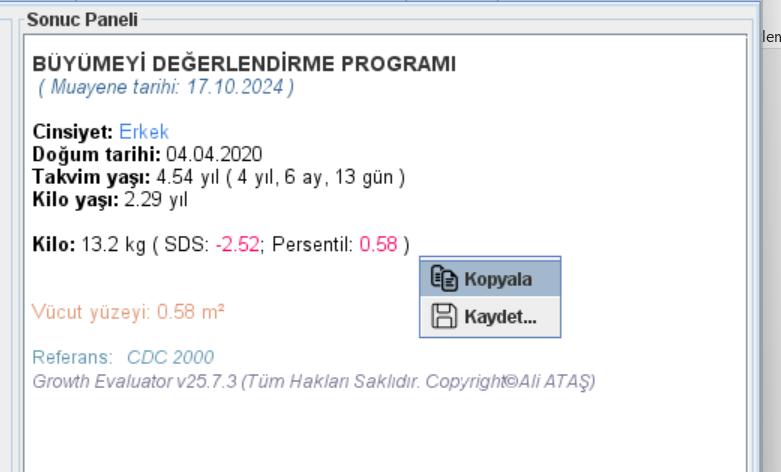 Sonuc Paneli
BÜYÜMEYİ DEĞERLENDİRME PROGRAMI
( Muayene tarihi: 17.10.2024 )
Cinsiyet: Erkek
Doğum tarihi: 04.04.2020
Takvim yaşı: 4.54 yıl ( 4 yıl, 6 ay, 13 gün )
Kilo yaşı: 2.29 yıl
Kilo: 13.2 kg ( SDS: -2.52; Persentil: 0.58 )
Kopyala
Kaydet...
Vücut yüzeyi: 0.58 m²
Referans: CDC 2000
Growth Evaluator v25.7.3 (Tüm Hakları Saklıdır. Copyright©Ali ATAŞ)